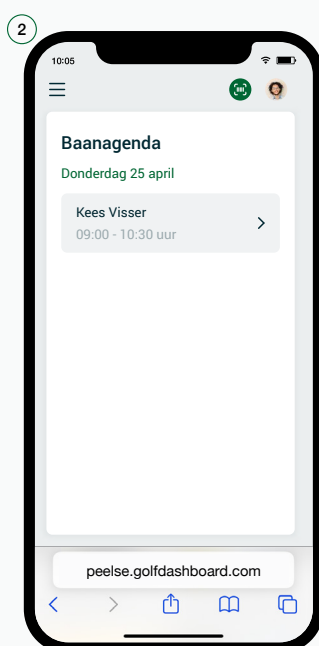 2
10:05
Baanagenda
Donderdag 25 april
Kees Visser
09:00 - 10:30 uur
peelse.golfdashboard.com